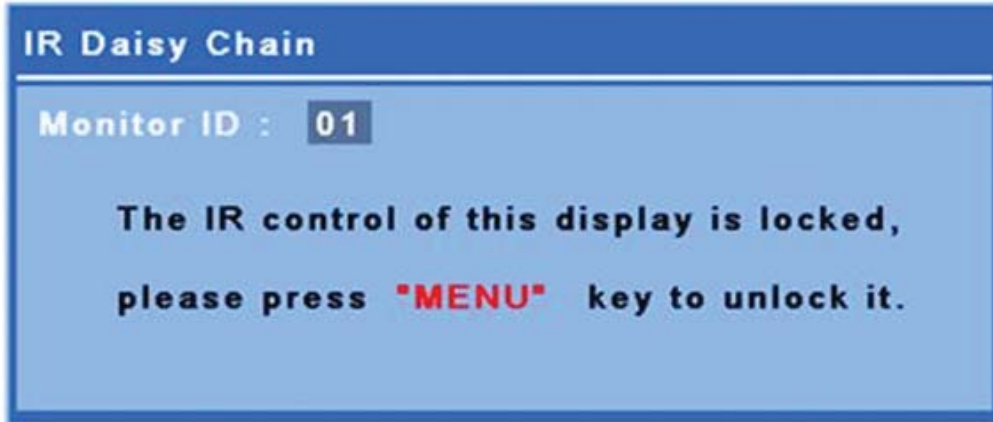 IR Daisy Chain
Monitor ID : 01
The IR control of this display is locked,
please press "MENU" key to unlock it.